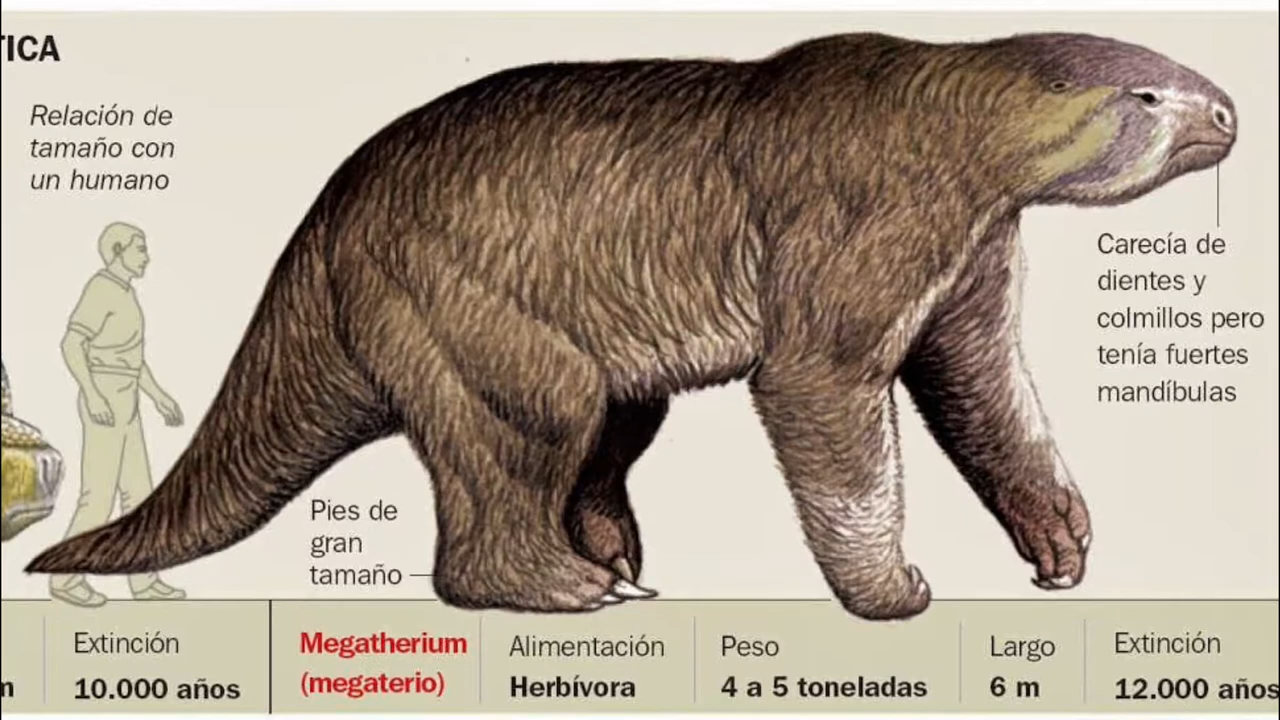 TICA
Relación de
tamaño con
un humano
Carecía de
dientes y
colmillos pero
tenía fuertes
mandíbulas
Pies de
gran
tamaño
m
Extinción
10.000 años
Megatherium
(megaterio)
Alimentación
Herbívora
Peso
4 a 5 toneladas
Largo
6 m
Extinción
12.000 años